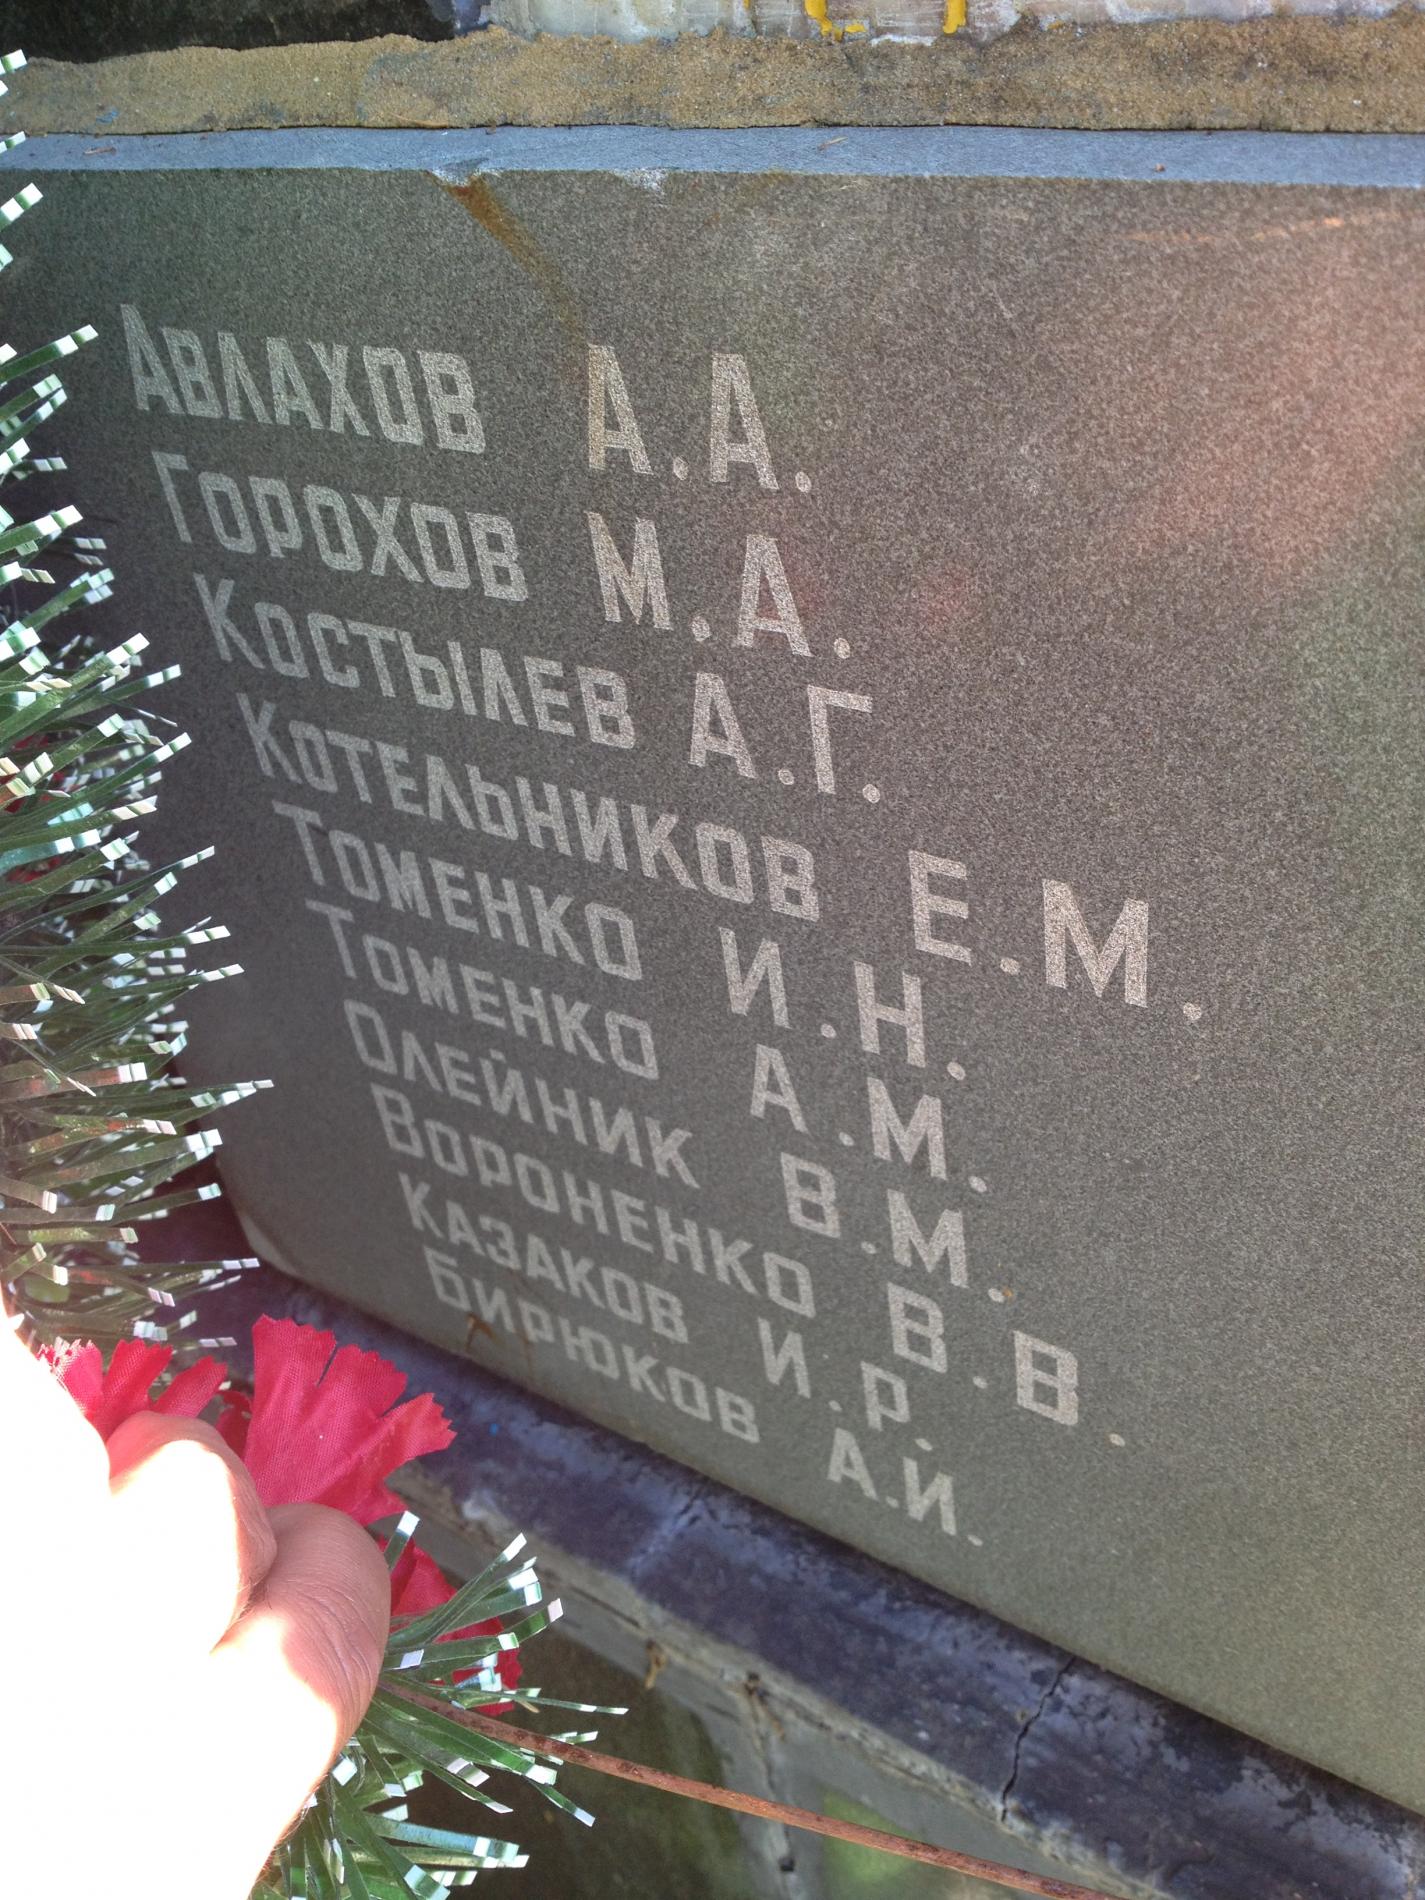 Авлахов А.А.
Горохов М.А.
Костылев А.Г.
Котельников Е.М.
Томенко И.Н.
Томенко А.М.
Олейник В.М.
Вороненко В.В.
Казаков И.Р.
Бирюков А.И.